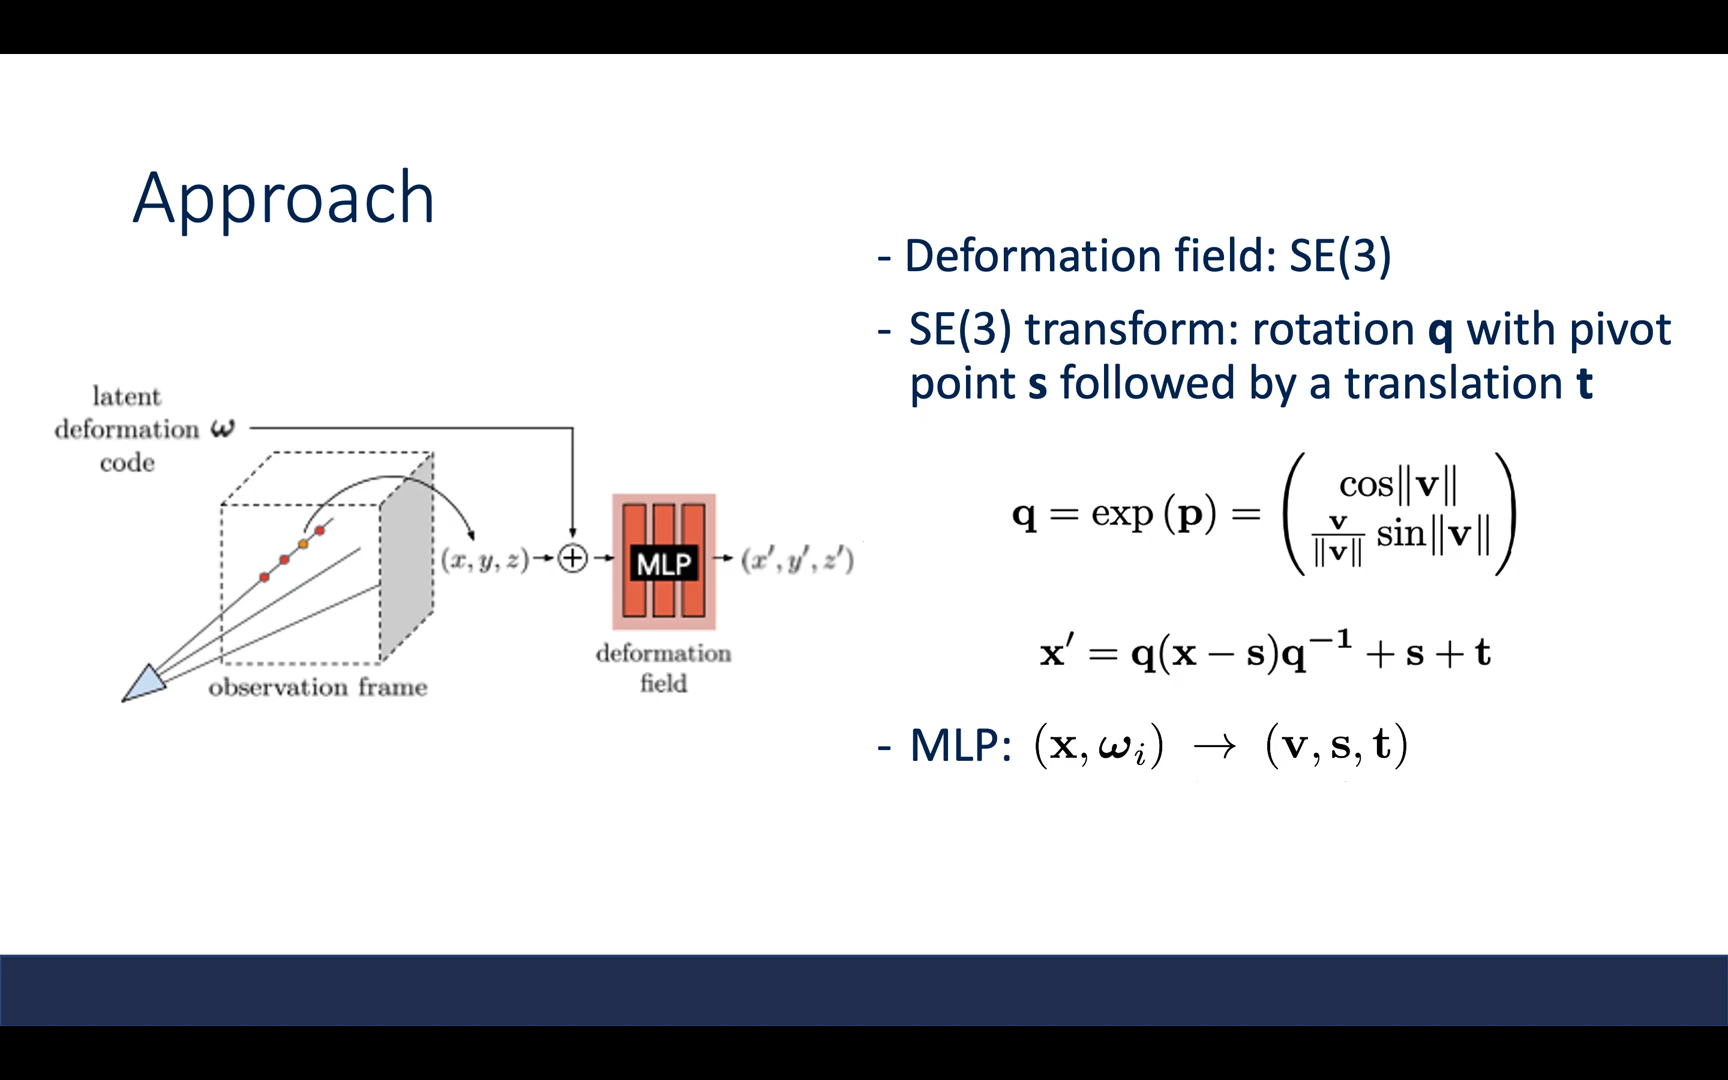 Approach
- Deformation field: SE(3)
- SE(3) transform: rotation q with pivot
point s followed by a translation t
latent
deformation ω
code
(x, y, z)
⊕
MLP
(x′, y′, z′)
deformation
field
observation frame
q = exp (p) = ( cos‖v‖
v/‖v‖ sin‖v‖ )
x′ = q(x − s)q⁻¹ + s + t
- MLP: (x, ωᵢ) → (v, s, t)